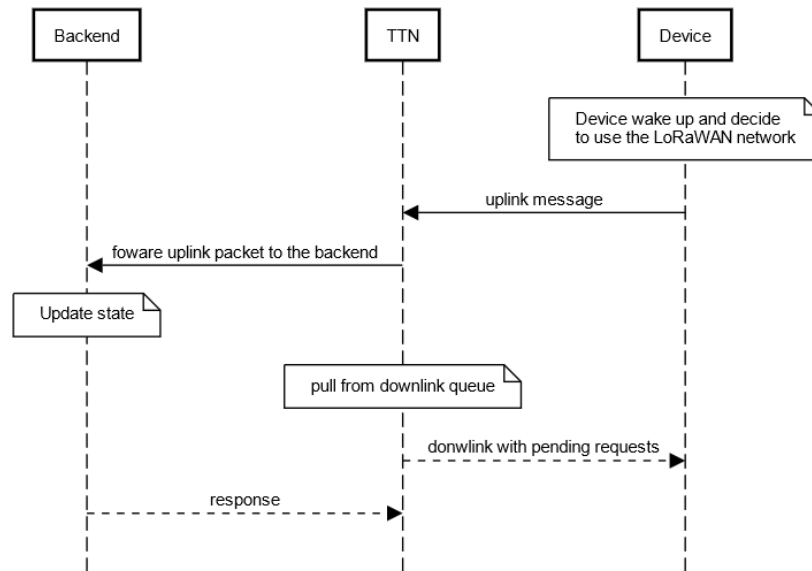 Backend
TTN
Device
Device wake up and decide
to use the LoRaWAN network
uplink message
foware uplink packet to the backend
Update state
pull from downlink queue
donwlink with pending requests
response